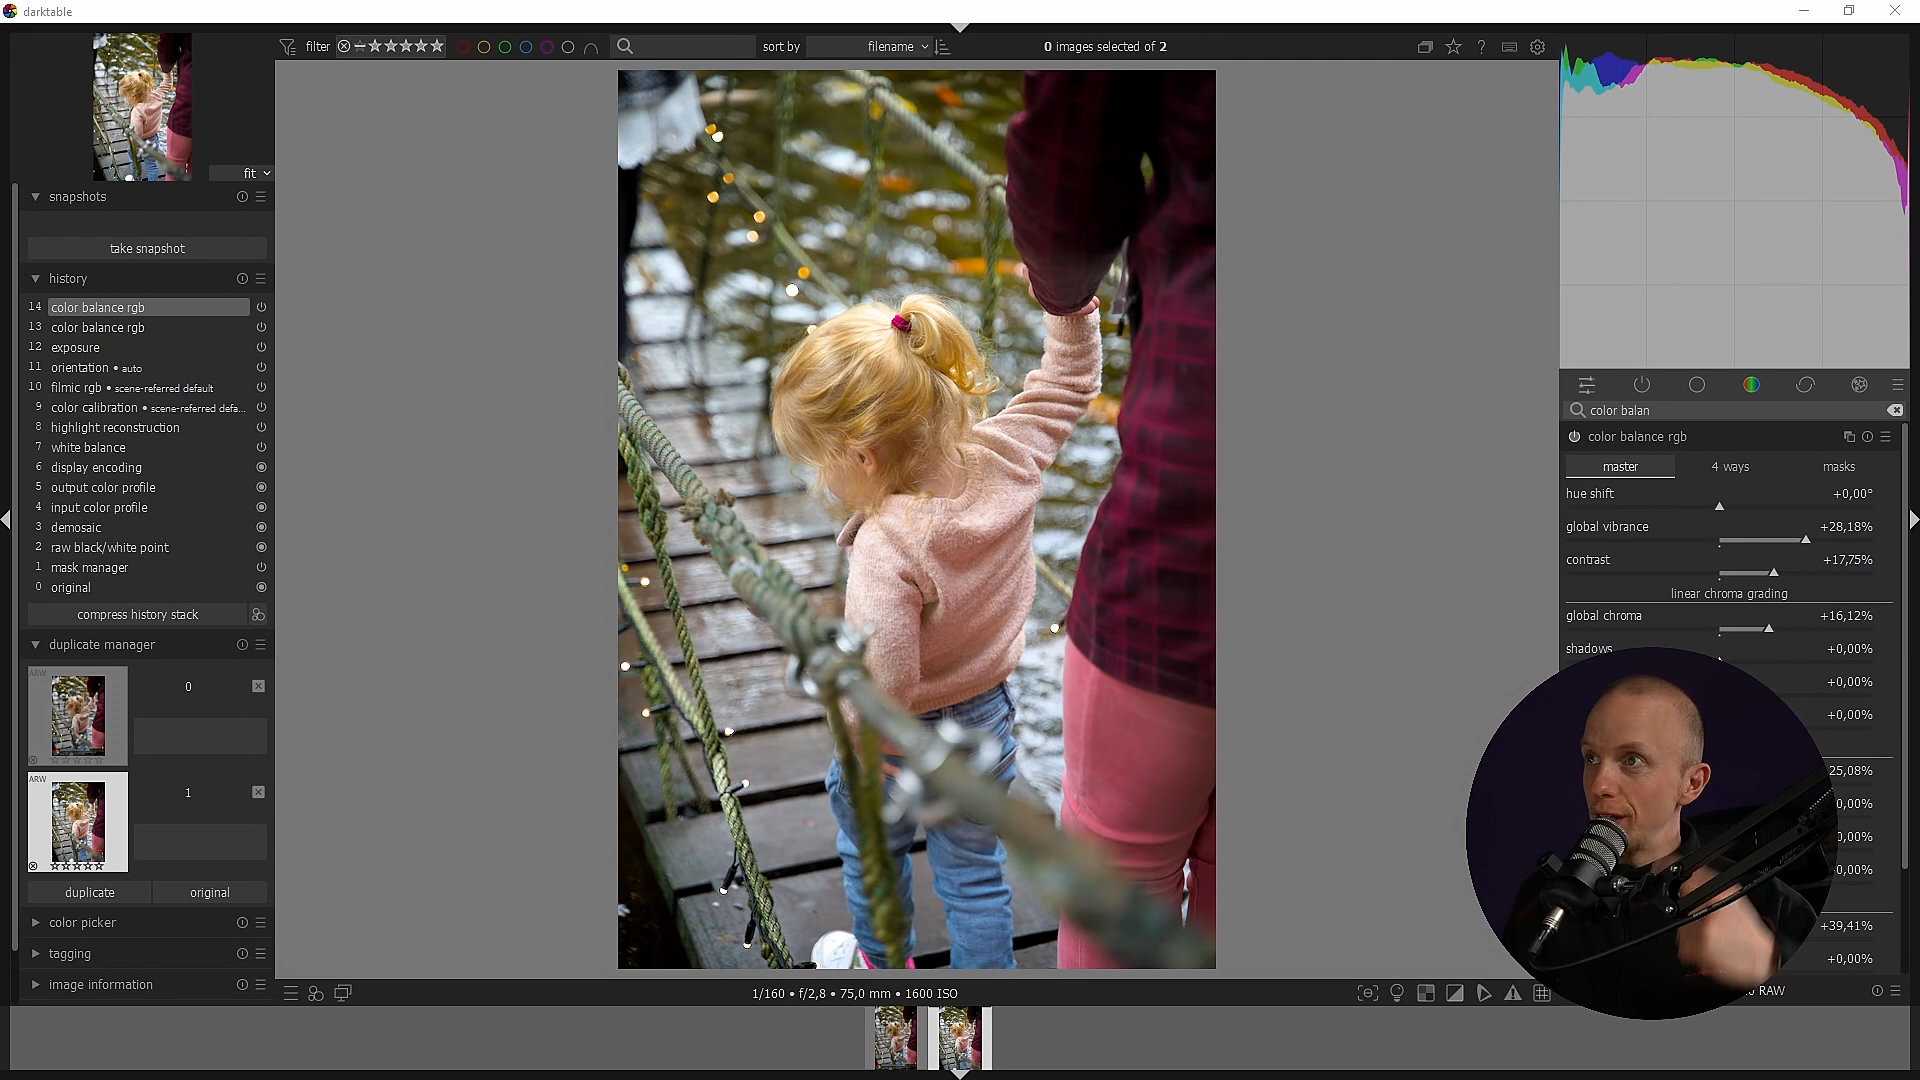 darktable
filter
sort by
filename
0 images selected of 2
fit
snapshots
take snapshot
history
14 color balance rgb
13 color balance rgb
12 exposure
11 orientation • auto
10 filmic rgb • scene-referred default
9 color calibration • scene-referred defa...
8 highlight reconstruction
7 white balance
6 display encoding
5 output color profile
4 input color profile
3 demosaic
2 raw black/white point
1 mask manager
0 original
compress history stack
duplicate manager
ARW
0
ARW
1
duplicate original
color picker
tagging
image information
1/160 • f/2,8 • 75,0 mm • 1600 ISO
color balan
color balance rgb
master 4 ways masks
hue shift +0,00°
global vibrance +28,18%
contrast +17,75%
linear chroma grading
global chroma +16,12%
shadows +0,00%
+0,00%
+0,00%
25,08%
0,00%
0,00%
0,00%
+39,41%
+0,00%
RAW